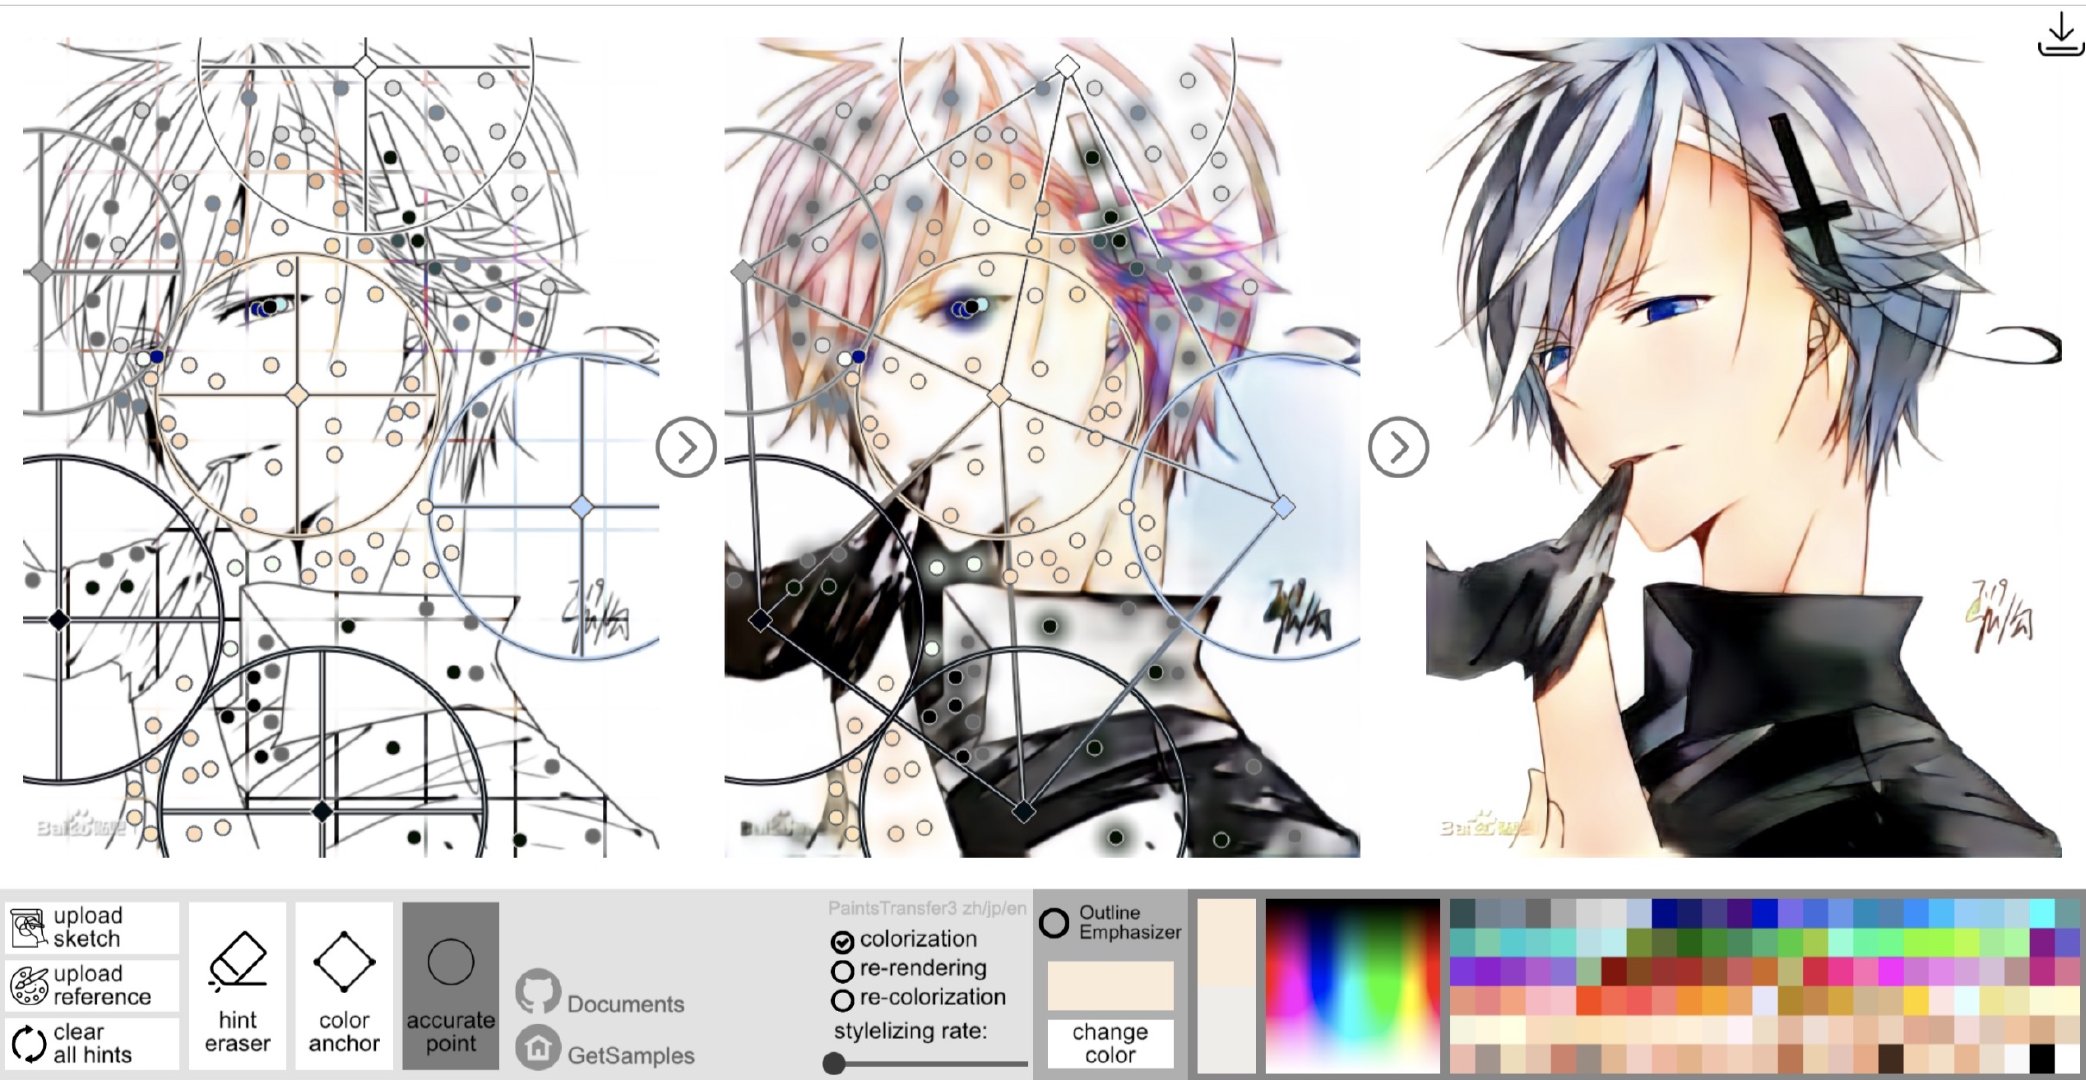 upload
sketch
upload
reference
clear
all hints
hint
eraser
color
anchor
accurate
point
Documents
GetSamples
PaintsTransfer3 zh/jp/en
colorization
re-rendering
re-colorization
stylelizing rate:
Outline
Emphasizer
change
color